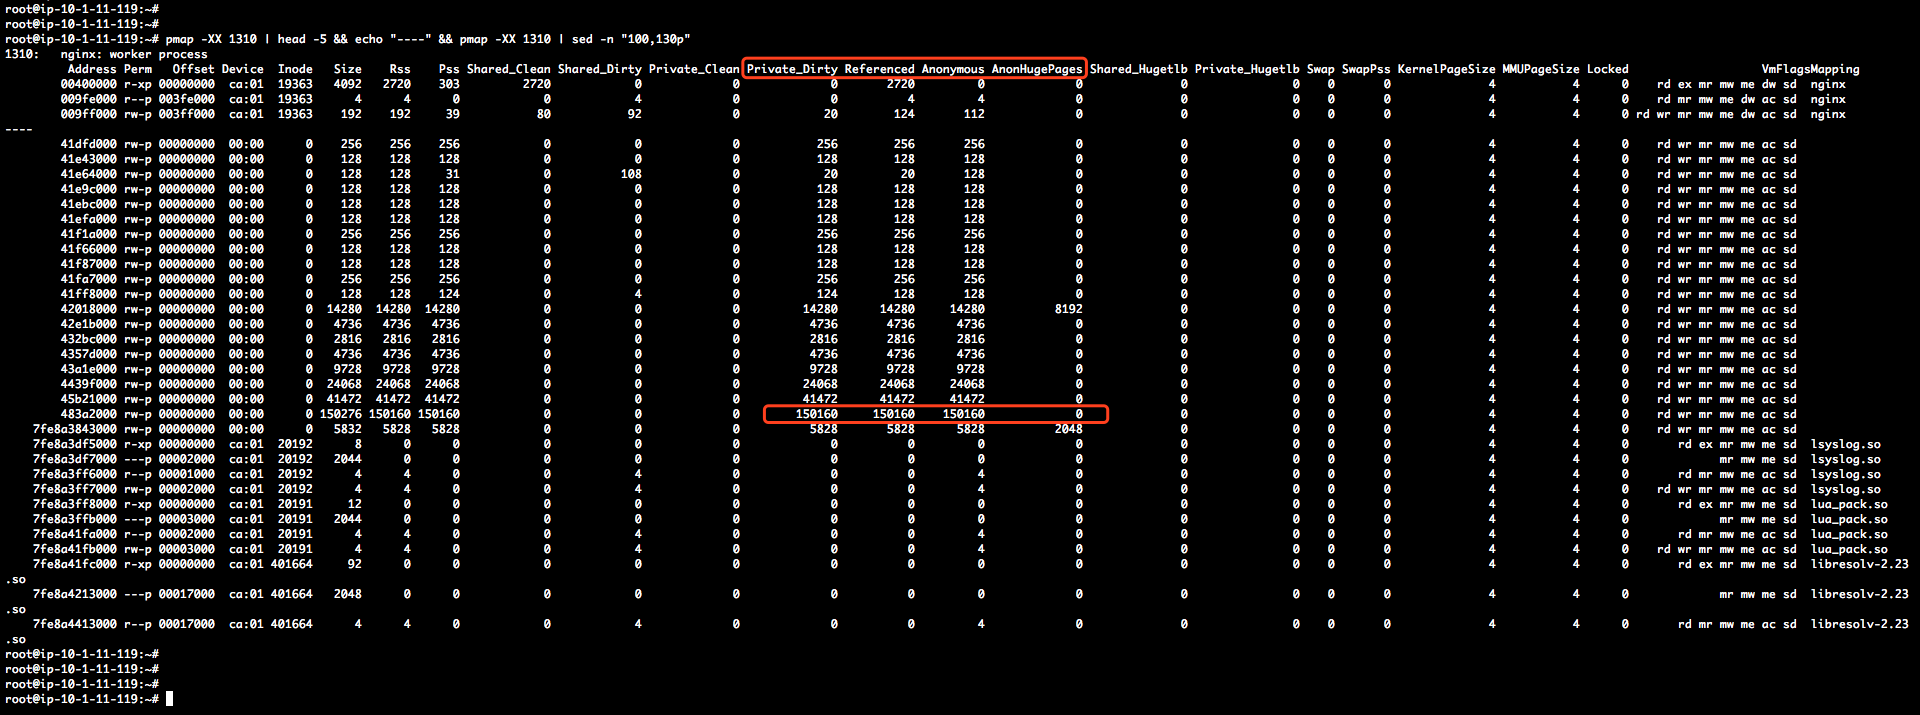 root@ip-10-1-11-119:~#
root@ip-10-1-11-119:~#
root@ip-10-1-11-119:~# pmap -XX 1310 | head -5 && echo "----" && pmap -XX 1310 | sed -n "100,130p"
1310:   nginx: worker process
Address Perm Offset Device Inode Size Rss Pss Shared_Clean Shared_Dirty Private_Clean Private_Dirty Referenced Anonymous AnonHugePages Shared_Hugetlb Private_Hugetlb Swap SwapPss KernelPageSize MMUPageSize Locked VmFlagsMapping
00400000 r-xp 00000000 ca:01 19363 4092 2720 303 2720 0 0 0 2720 0 0 0 0 0 0 4 4 0 rd ex mr mw me dw sd nginx
009fe000 r--p 003fe000 ca:01 19363 4 4 0 0 4 0 0 4 4 0 0 0 0 0 4 4 0 rd mr mw me dw ac sd nginx
009ff000 rw-p 003ff000 ca:01 19363 192 192 39 80 92 0 20 124 112 0 0 0 0 0 4 4 0 rd wr mr mw me dw ac sd nginx
----
41dfd000 rw-p 00000000 00:00 0 256 256 256 0 0 0 256 256 256 0 0 0 0 0 4 4 0 rd wr mr mw me ac sd
41e43000 rw-p 00000000 00:00 0 128 128 128 0 0 0 128 128 128 0 0 0 0 0 4 4 0 rd wr mr mw me ac sd
41e64000 rw-p 00000000 00:00 0 128 128 31 0 108 0 20 20 128 0 0 0 0 0 4 4 0 rd wr mr mw me ac sd
41e9c000 rw-p 00000000 00:00 0 128 128 128 0 0 0 128 128 128 0 0 0 0 0 4 4 0 rd wr mr mw me ac sd
41ebc000 rw-p 00000000 00:00 0 128 128 128 0 0 0 128 128 128 0 0 0 0 0 4 4 0 rd wr mr mw me ac sd
41efa000 rw-p 00000000 00:00 0 128 128 128 0 0 0 128 128 128 0 0 0 0 0 4 4 0 rd wr mr mw me ac sd
41f1a000 rw-p 00000000 00:00 0 256 256 256 0 0 0 256 256 256 0 0 0 0 0 4 4 0 rd wr mr mw me ac sd
41f66000 rw-p 00000000 00:00 0 128 128 128 0 0 0 128 128 128 0 0 0 0 0 4 4 0 rd wr mr mw me ac sd
41f87000 rw-p 00000000 00:00 0 128 128 128 0 0 0 128 128 128 0 0 0 0 0 4 4 0 rd wr mr mw me ac sd
41fa7000 rw-p 00000000 00:00 0 256 256 256 0 0 0 256 256 256 0 0 0 0 0 4 4 0 rd wr mr mw me ac sd
41ff8000 rw-p 00000000 00:00 0 128 128 124 0 4 0 124 128 128 0 0 0 0 0 4 4 0 rd wr mr mw me ac sd
42018000 rw-p 00000000 00:00 0 14280 14280 14280 0 0 0 14280 14280 14280 8192 0 0 0 0 4 4 0 rd wr mr mw me ac sd
42e1b000 rw-p 00000000 00:00 0 4736 4736 4736 0 0 0 4736 4736 4736 0 0 0 0 0 4 4 0 rd wr mr mw me ac sd
432bc000 rw-p 00000000 00:00 0 2816 2816 2816 0 0 0 2816 2816 2816 0 0 0 0 0 4 4 0 rd wr mr mw me ac sd
4357d000 rw-p 00000000 00:00 0 4736 4736 4736 0 0 0 4736 4736 4736 0 0 0 0 0 4 4 0 rd wr mr mw me ac sd
43a1e000 rw-p 00000000 00:00 0 9728 9728 9728 0 0 0 9728 9728 9728 0 0 0 0 0 4 4 0 rd wr mr mw me ac sd
4439f000 rw-p 00000000 00:00 0 24068 24068 24068 0 0 0 24068 24068 24068 0 0 0 0 0 4 4 0 rd wr mr mw me ac sd
45b21000 rw-p 00000000 00:00 0 41472 41472 41472 0 0 0 41472 41472 41472 0 0 0 0 0 4 4 0 rd wr mr mw me ac sd
483a2000 rw-p 00000000 00:00 0 150276 150160 150160 0 0 0 150160 150160 150160 0 0 0 0 0 4 4 0 rd wr mr mw me ac sd
7fe8a3843000 rw-p 00000000 00:00 0 5832 5828 5828 0 0 0 5828 5828 5828 2048 0 0 0 0 4 4 0 rd wr mr mw me ac sd
7fe8a3df5000 r-xp 00000000 ca:01 20192 8 0 0 0 0 0 0 0 0 0 0 0 0 0 4 4 0 rd ex mr mw me sd lsyslog.so
7fe8a3df7000 ---p 00002000 ca:01 20192 2044 0 0 0 0 0 0 0 0 0 0 0 0 0 4 4 0 mr mw me sd lsyslog.so
7fe8a3ff6000 r--p 00001000 ca:01 20192 4 4 0 0 4 0 0 0 4 0 0 0 0 0 4 4 0 rd mr mw me ac sd lsyslog.so
7fe8a3ff7000 rw-p 00002000 ca:01 20192 4 4 0 0 4 0 0 0 4 0 0 0 0 0 4 4 0 rd wr mr mw me ac sd lsyslog.so
7fe8a3ff8000 r-xp 00000000 ca:01 20191 12 0 0 0 0 0 0 0 0 0 0 0 0 0 4 4 0 rd ex mr mw me sd lua_pack.so
7fe8a3ffb000 ---p 00003000 ca:01 20191 2044 0 0 0 0 0 0 0 0 0 0 0 0 0 4 4 0 mr mw me sd lua_pack.so
7fe8a41fa000 r--p 00002000 ca:01 20191 4 4 0 0 4 0 0 0 4 0 0 0 0 0 4 4 0 rd mr mw me ac sd lua_pack.so
7fe8a41fb000 rw-p 00003000 ca:01 20191 4 4 0 0 4 0 0 0 4 0 0 0 0 0 4 4 0 rd wr mr mw me ac sd lua_pack.so
7fe8a41fc000 r-xp 00000000 ca:01 401664 92 0 0 0 0 0 0 0 0 0 0 0 0 0 4 4 0 rd ex mr mw me sd libresolv-2.23
.so
7fe8a4213000 ---p 00017000 ca:01 401664 2048 0 0 0 0 0 0 0 0 0 0 0 0 0 4 4 0 mr mw me sd libresolv-2.23
.so
7fe8a4413000 r--p 00017000 ca:01 401664 4 4 0 0 4 0 0 0 4 0 0 0 0 0 4 4 0 rd mr mw me ac sd libresolv-2.23
.so
root@ip-10-1-11-119:~#
root@ip-10-1-11-119:~#
root@ip-10-1-11-119:~#
root@ip-10-1-11-119:~#